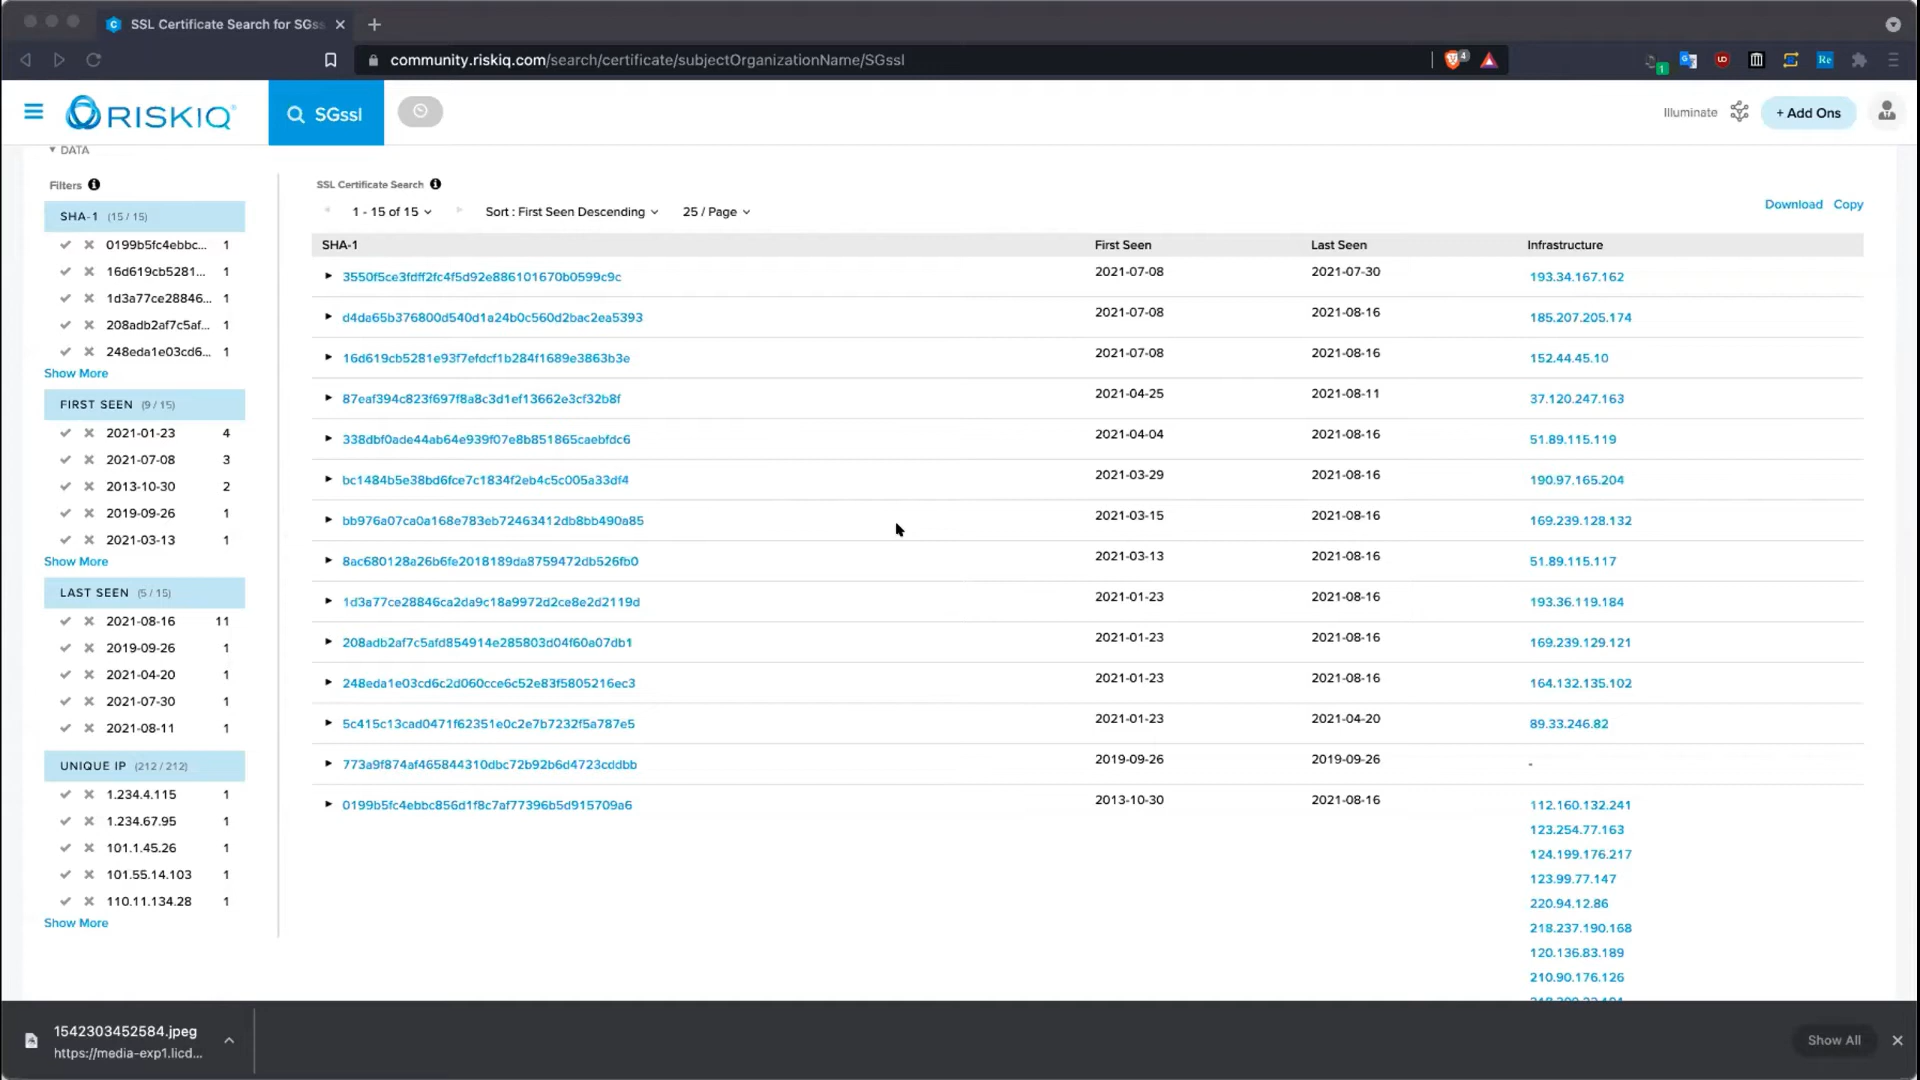 SSL Certificate Search for SGss
community.riskiq.com/search/certificate/subjectOrganizationName/SGssl
4
1
Re
RISKIQ
SGssl
Illuminate
+ Add Ons
DATA
Filters
SHA-1 (15 / 15)
0199b5fc4ebbc... 1
16d619cb5281... 1
1d3a77ce28846... 1
208adb2af7c5af... 1
248eda1e03cd6... 1
Show More
FIRST SEEN (9 / 15)
2021-01-23 4
2021-07-08 3
2013-10-30 2
2019-09-26 1
2021-03-13 1
Show More
LAST SEEN (5 / 15)
2021-08-16 11
2019-09-26 1
2021-04-20 1
2021-07-30 1
2021-08-11 1
UNIQUE IP (212 / 212)
1.234.4.115 1
1.234.67.95 1
101.1.45.26 1
101.55.14.103 1
110.11.134.28 1
Show More
SSL Certificate Search
1 - 15 of 15 Sort : First Seen Descending 25 / Page
Download Copy
SHA-1 First Seen Last Seen Infrastructure
3550f5ce3fdff2fc4f5d92e886101670b0599c9c 2021-07-08 2021-07-30 193.34.167.162
d4da65b376800d540d1a24b0c560d2bac2ea5393 2021-07-08 2021-08-16 185.207.205.174
16d619cb5281e93f7efdcf1b284f1689e3863b3e 2021-07-08 2021-08-16 152.44.45.10
87eaf394c823f697f8a8c3d1ef13662e3cf32b8f 2021-04-25 2021-08-11 37.120.247.163
338dbf0ade44ab64e939f07e8b851865caebfdc6 2021-04-04 2021-08-16 51.89.115.119
bc1484b5e38bd6fce7c1834f2eb4c5c005a33df4 2021-03-29 2021-08-16 190.97.165.204
bb976a07ca0a168e783eb72463412db8bb490a85 2021-03-15 2021-08-16 169.239.128.132
8ac680128a26b6fe2018189da8759472db526fb0 2021-03-13 2021-08-16 51.89.115.117
1d3a77ce28846ca2da9c18a9972d2ce8e2d2119d 2021-01-23 2021-08-16 193.36.119.184
208adb2af7c5afd854914e285803d04f60a07db1 2021-01-23 2021-08-16 169.239.129.121
248eda1e03cd6c2d060cce6c52e83f5805216ec3 2021-01-23 2021-08-16 164.132.135.102
5c415c13cad0471f62351e0c2e7b7232f5a787e5 2021-01-23 2021-04-20 89.33.246.82
773a9f874af465844310dbc72b92b6d4723cddbb 2019-09-26 2019-09-26 -
0199b5fc4ebbc856d1f8c7af77396b5d915709a6 2013-10-30 2021-08-16 112.160.132.241
123.254.77.163
124.199.176.217
123.99.77.147
220.94.12.86
218.237.190.168
120.136.83.189
210.90.176.126
1542303452584.jpeg
https://media-exp1.licd...
Show All